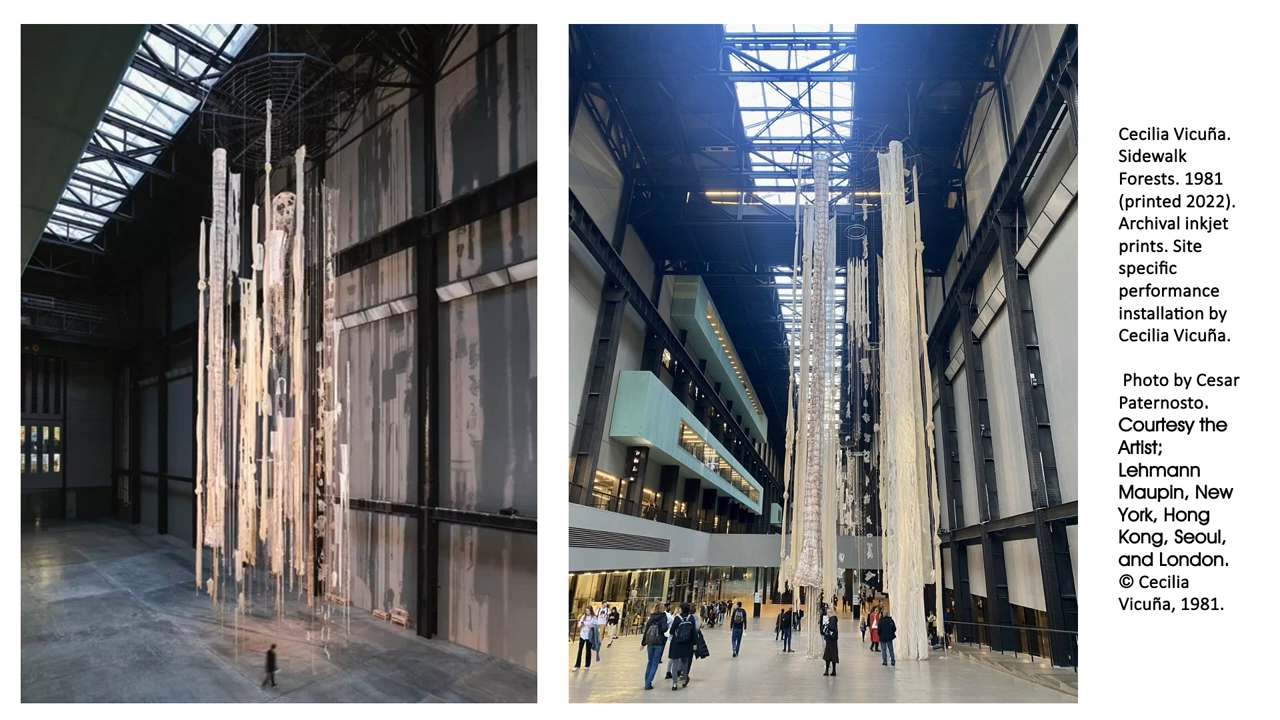 Cecilia Vicuña.
Sidewalk
Forests. 1981
(printed 2022).
Archival inkjet
prints. Site
specific
performance
installation by
Cecilia Vicuña.
Photo by Cesar
Paternosto.
Courtesy the
Artist;
Lehmann
Maupin, New
York, Hong
Kong, Seoul,
and London.
© Cecilia
Vicuña, 1981.